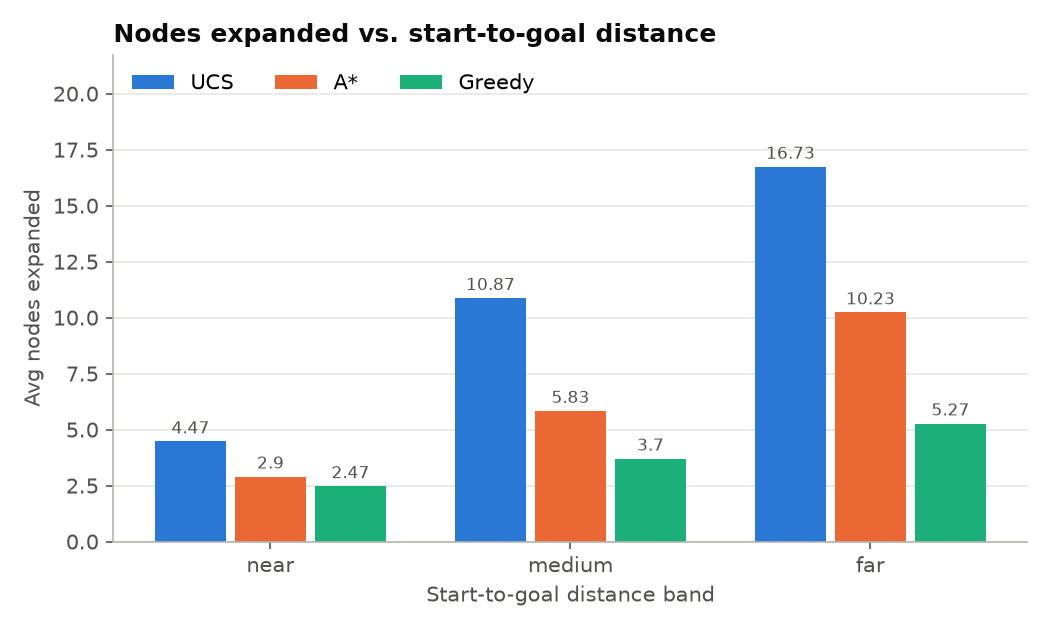 Nodes expanded vs. start-to-goal distance
UCS A* Greedy
20.0
17.5
15.0
12.5
10.0
7.5
5.0
2.5
0.0
Avg nodes expanded
4.47 2.9 2.47
10.87 5.83 3.7
16.73 10.23 5.27
near medium far
Start-to-goal distance band